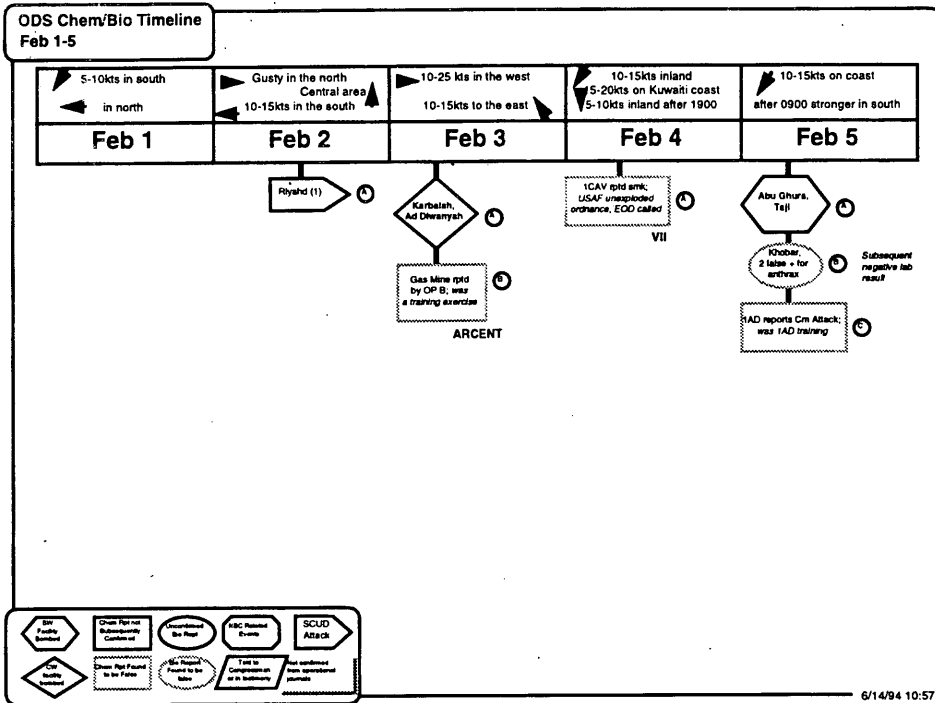 ODS Chem/Bio Timeline
Feb 1-5
5-10kts in south
in north
Gusty in the north
Central area
10-15kts in the south
10-25 kts in the west
10-15kts to the east
10-15kts inland
5-20kts on Kuwaiti coast
5-10kts inland after 1900
10-15kts on coast
after 0900 stronger in south
Feb 1
Feb 2
Feb 3
Feb 4
Feb 5
Riyahd (1)
A
Karbalah,
Ad Diwanyah
A
Gas Mine rptd
by OP B; was
a training exercise
B
ARCENT
1CAV rptd smk;
USAF unexploded
ordnance, EOD called
A
VII
Abu Ghura,
Taji
A
Khobar,
2 false + for
anthrax
B
Subsequent
negative lab
result
1AD reports Cm Attack;
was 1AD training
C
BW
Facility
Bombed
Chem Rpt not
Subsequently
Confirmed
Unconfirmed
Bio Rept
NBC Related
Events
SCUD
Attack
CW
facility
bombed
Chem Rpt Found
to be False
Bio Report
Found to be
false
Told to
Congressman
or in testimony
Not confirmed
from operational
journals
6/14/94 10:57